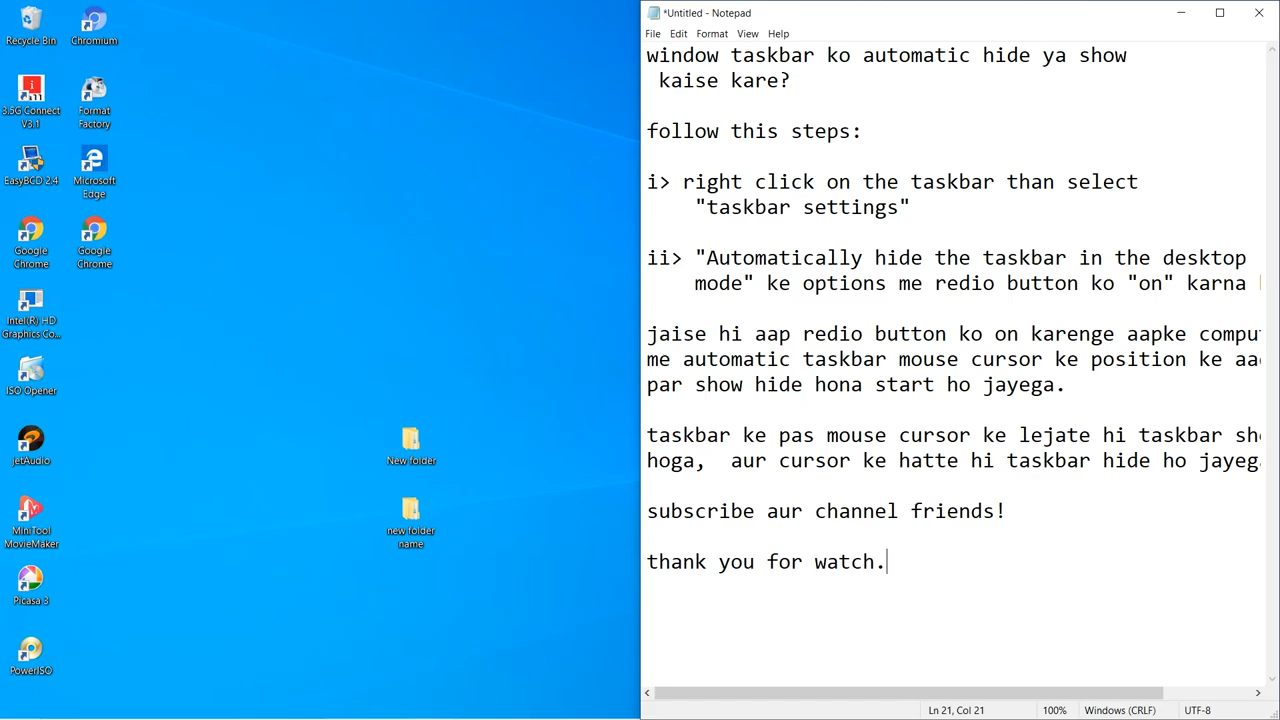 Recycle Bin
Chromium
3.5G Connect
V3.1
Format
Factory
EasyBCD 2.4
Microsoft
Edge
Google
Chrome
Google
Chrome
Intel(R) HD
Graphics Co...
ISO Opener
jetAudio
New folder
MiniTool
MovieMaker
new folder
name
Picasa 3
PowerISO
*Untitled - Notepad
File Edit Format View Help
window taskbar ko automatic hide ya show
kaise kare?
follow this steps:
i> right click on the taskbar than select
"taskbar settings"
ii> "Automatically hide the taskbar in the desktop
mode" ke options me redio button ko "on" karna
jaise hi aap redio button ko on karenge aapke
me automatic taskbar mouse cursor ke position ke
par show hide hona start ho jayega.
taskbar ke pas mouse cursor ke lejate hi taskbar
hoga, aur cursor ke hatte hi taskbar hide ho
subscribe aur channel friends!
thank you for watch.
Ln 21, Col 21
100%
Windows (CRLF)
UTF-8